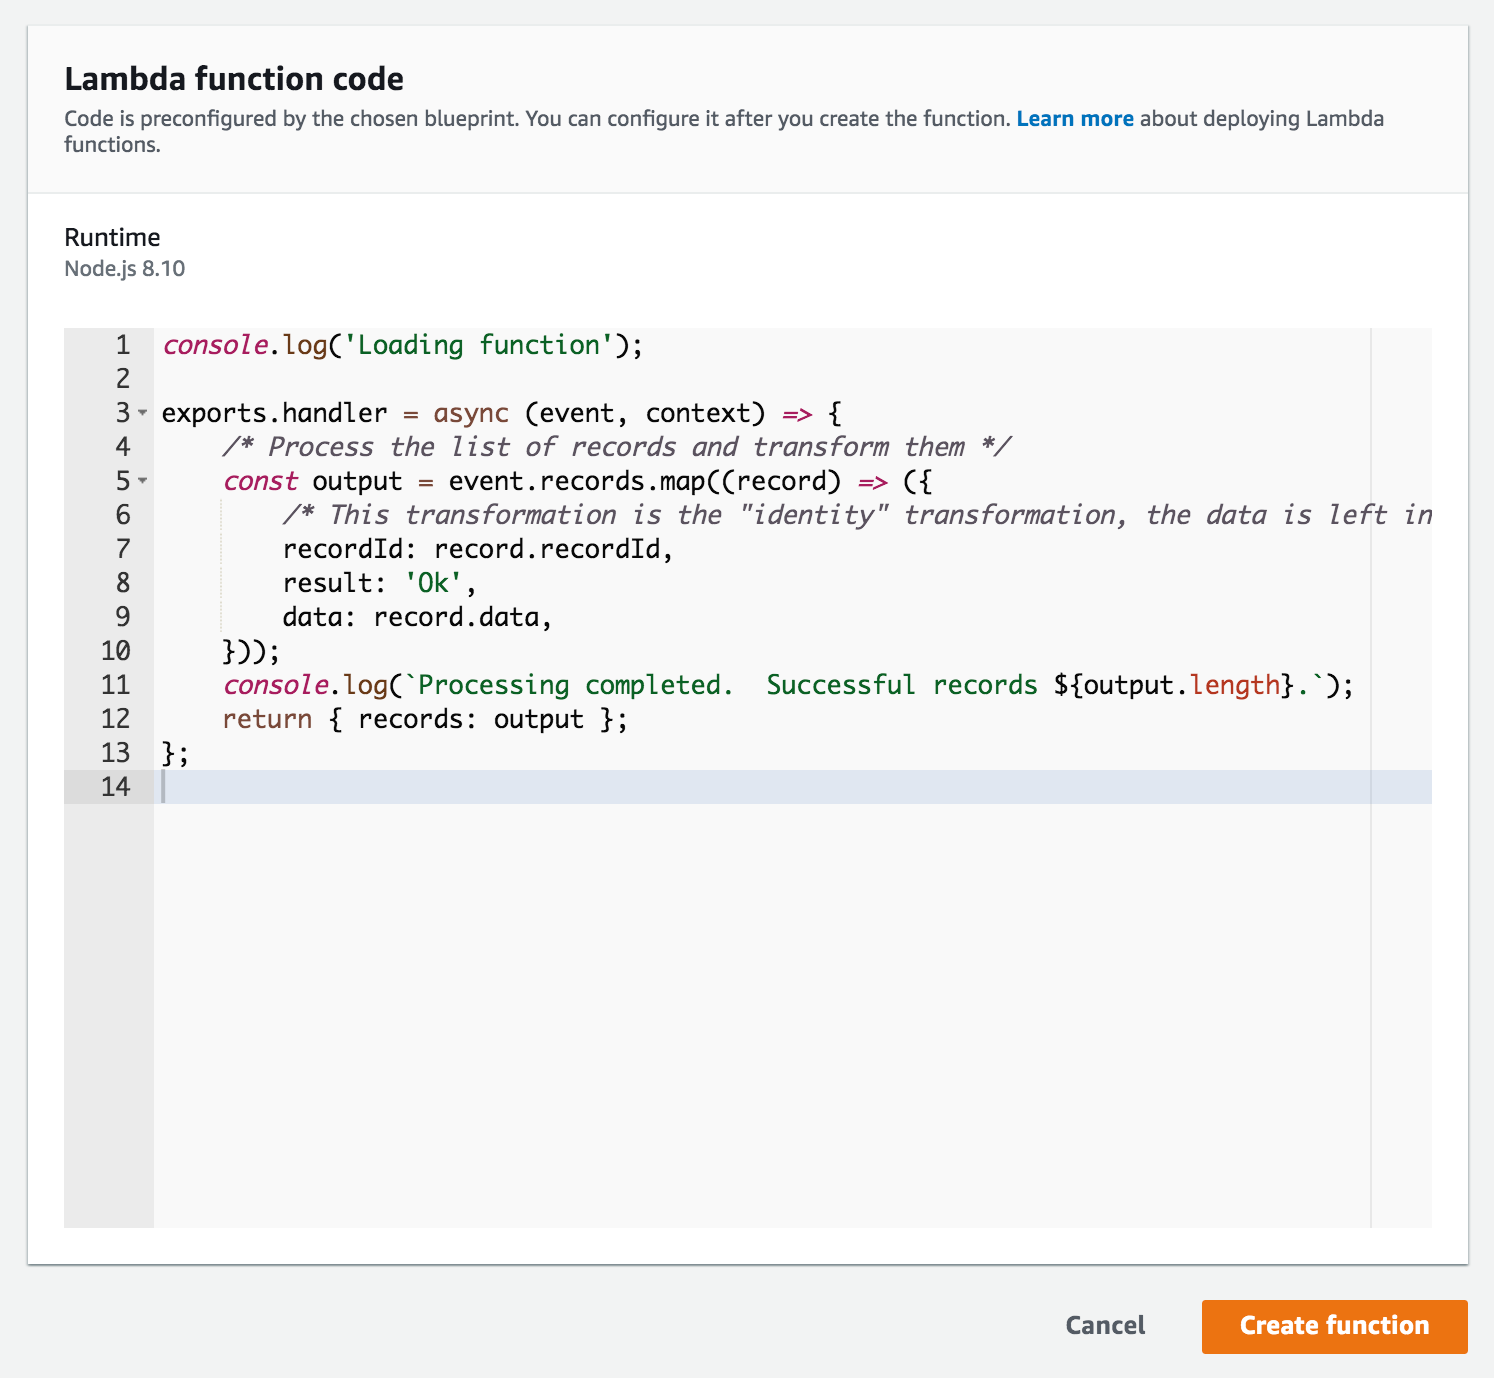 Lambda function code
Code is preconfigured by the chosen blueprint. You can configure it after you create the function. Learn more about deploying Lambda
functions.
Runtime
Node.js 8.10
1 console.log('Loading function');
2
3 exports.handler = async (event, context) => {
4     /* Process the list of records and transform them */
5     const output = event.records.map((record) => ({
6         /* This transformation is the "identity" transformation, the data is left in
7         recordId: record.recordId,
8         result: 'Ok',
9         data: record.data,
10     }));
11     console.log(`Processing completed.  Successful records ${output.length}.`);
12     return { records: output };
13 };
14
Cancel
Create function